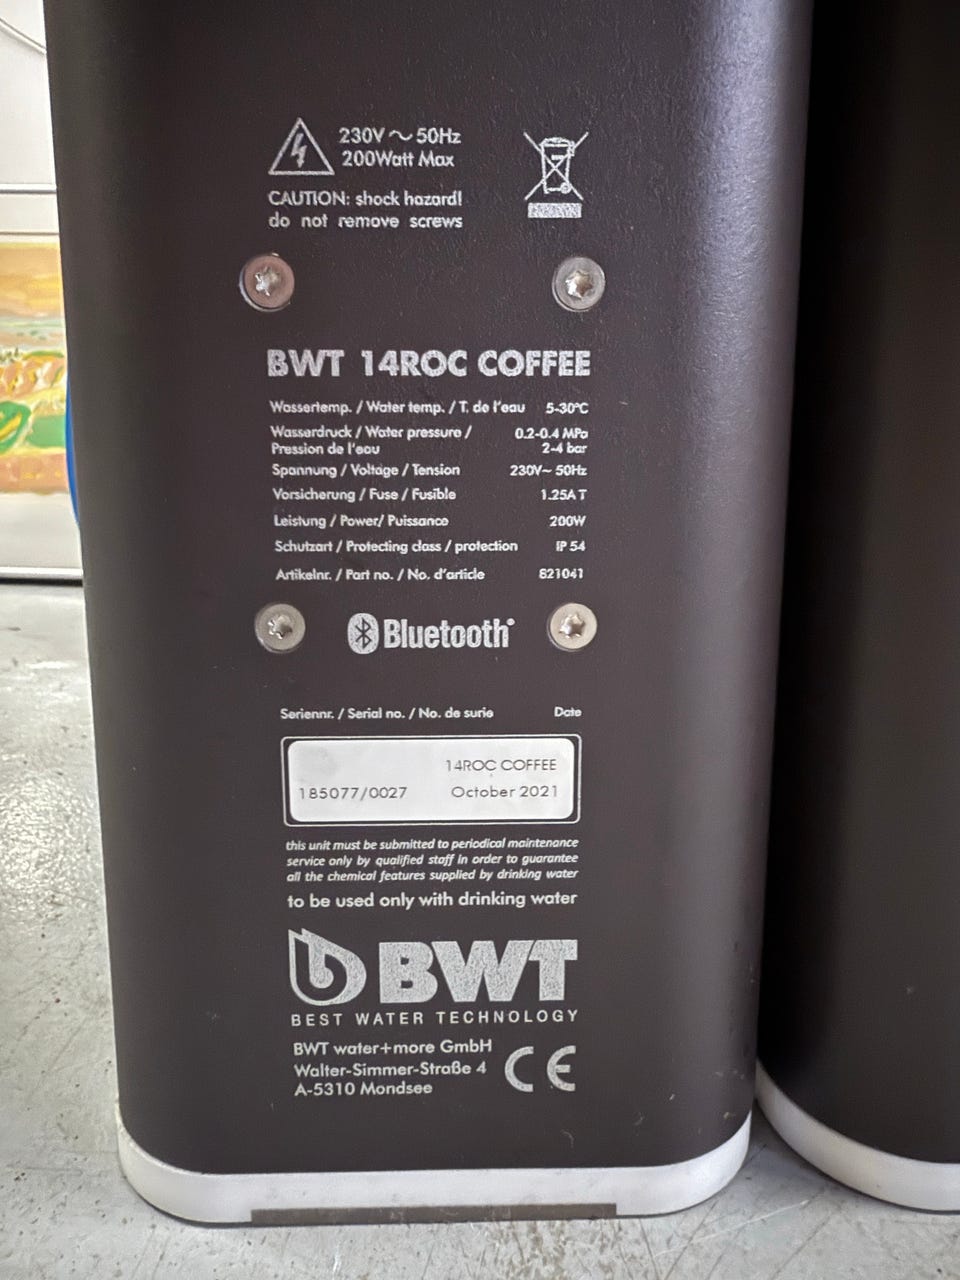 230V ~ 50Hz
200Watt Max
CAUTION: shock hazard!
do not remove screws
BWT 14ROC COFFEE
Wassertemp. / Water temp. / T. de l'eau 5-30°C
Wasserdruck / Water pressure / 0.2-0.4 MPa
Pression de l'eau 2-4 bar
Spannung / Voltage / Tension 230V~ 50Hz
Vorsicherung / Fuse / Fusible 1.25A T
Leistung / Power/ Puissance 200W
Schutzart / Protecting class / protection IP 54
Artikelnr. / Part no. / No. d'article 821041
Bluetooth®
Seriennr. / Serial no. / No. de surie Date
14ROC COFFEE
185077/0027 October 2021
this unit must be submitted to periodical maintenance
service only by qualified staff in order to guarantee
all the chemical features supplied by drinking water
to be used only with drinking water
BWT
BEST WATER TECHNOLOGY
BWT water+more GmbH
Walter-Simmer-Straße 4
A-5310 Mondsee
CE